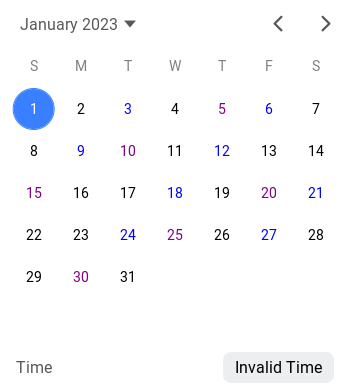 January 2023
S M T W T F S
1 2 3 4 5 6 7
8 9 10 11 12 13 14
15 16 17 18 19 20 21
22 23 24 25 26 27 28
29 30 31
Time Invalid Time